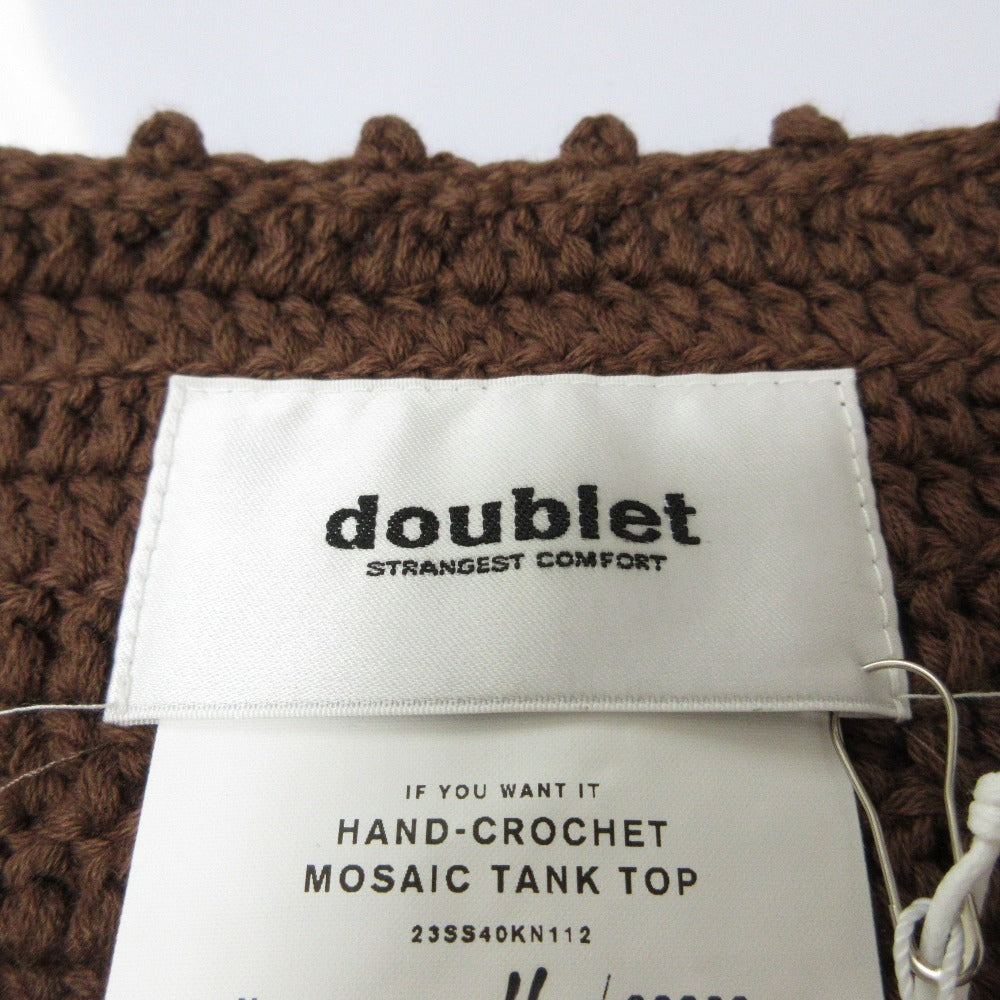 doublet
STRANGEST COMFORT
IF YOU WANT IT
HAND-CROCHET
MOSAIC TANK TOP
23SS40KN112